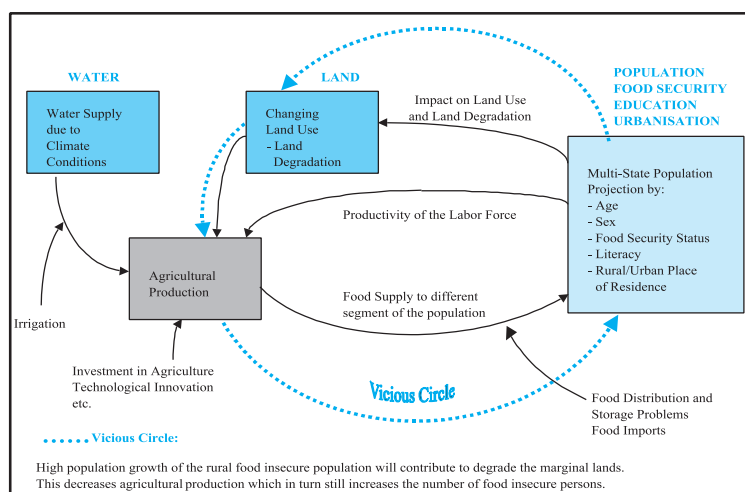 WATER
Water Supply
due to
Climate
Conditions
LAND
Changing
Land Use
- Land
Degradation
Impact on Land Use
and Land Degradation
POPULATION
FOOD SECURITY
EDUCATION
URBANISATION
Multi-State Population
Projection by:
- Age
- Sex
- Food Security Status
- Literacy
- Rural/Urban Place
of Residence
Productivity of the Labor Force
Agricultural
Production
Food Supply to different
segment of the population
Irrigation
Investment in Agriculture
Technological Innovation
etc.
Vicious Circle
Food Distribution and
Storage Problems
Food Imports
Vicious Circle:
High population growth of the rural food insecure population will contribute to degrade the marginal lands.
This decreases agricultural production which in turn still increases the number of food insecure persons.